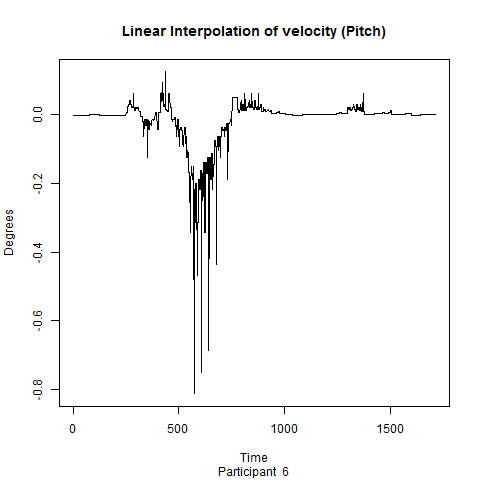 Linear Interpolation of velocity (Pitch)
Degrees
0.0
-0.2
-0.4
-0.6
-0.8
0
500
1000
1500
Time
Participant 6